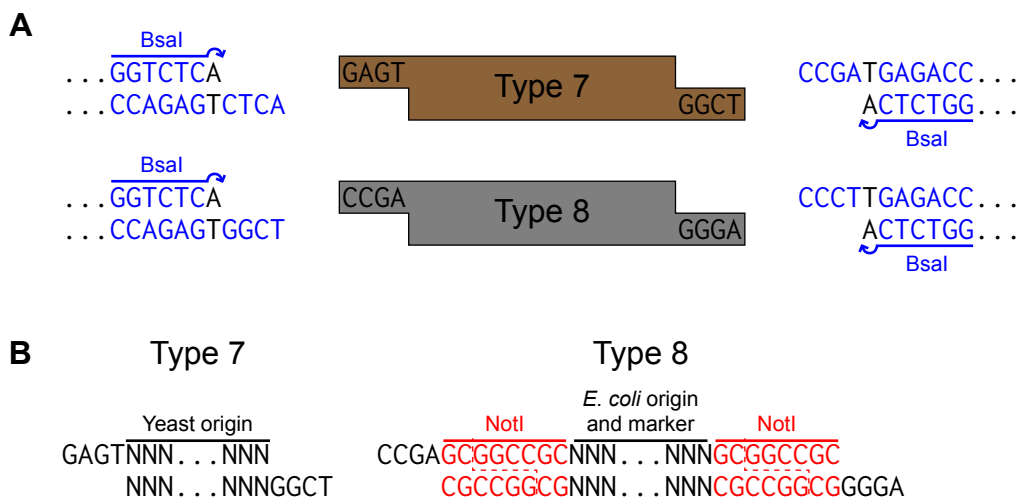 A
BsaI
...GGTCTCA
...CCAGAGTCTCA
GAGT
Type 7
GGCT
CCGATGAGACC...
ACTCTGG...
BsaI
BsaI
...GGTCTCA
...CCAGAGTGGCT
CCGA
Type 8
GGGA
CCCTTGAGACC...
ACTCTGG...
BsaI
B
Type 7
Yeast origin
GAGTNNN...NNN
NNN...NNNGGCT
Type 8
NotI
E. coli origin
and marker
NotI
CCGAGCGGCCGCNNN...NNNGCGGCCGC
CGCCGGCGNNN...NNNCGCCGGCGGGGA